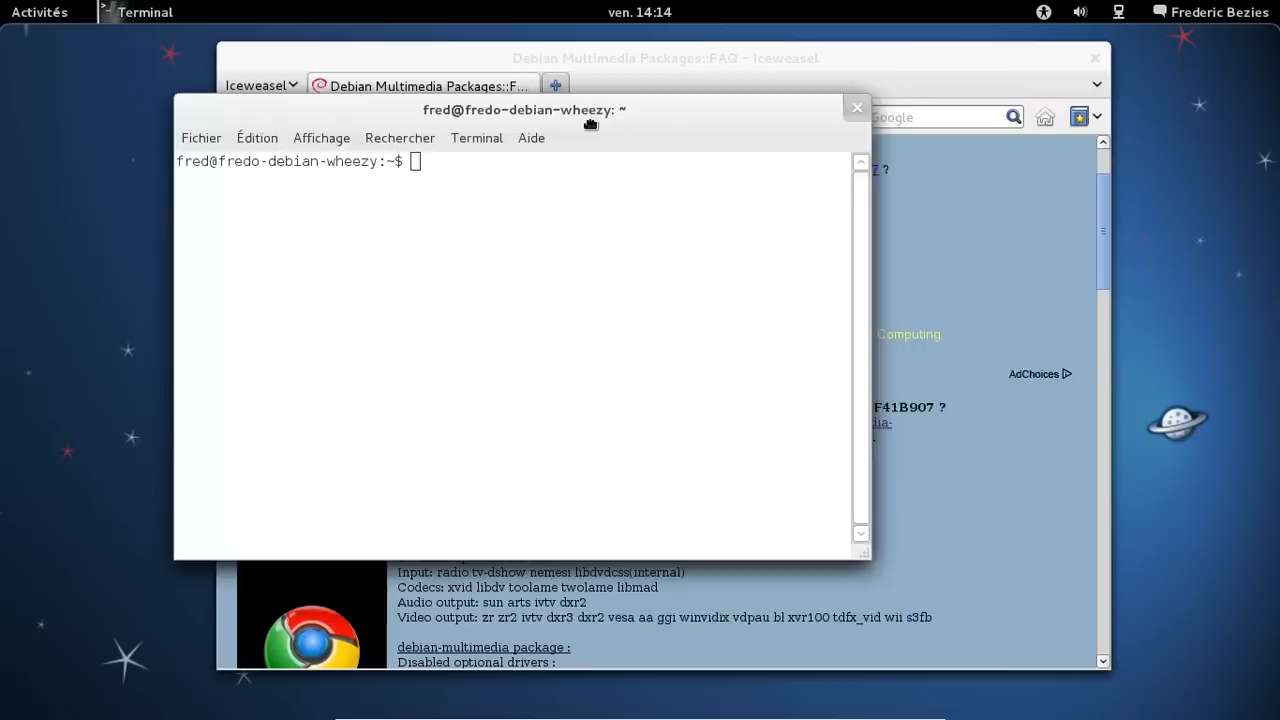 Activités
Terminal
ven. 14:14
Frederic Bezies
Debian Multimedia Packages::FAQ - Iceweasel
Iceweasel
Debian Multimedia Packages::F...
fred@fredo-debian-wheezy: ~
Google
Fichier Édition Affichage Rechercher Terminal Aide
fred@fredo-debian-wheezy:~$
7 ?
Computing
AdChoices
F41B907 ?
dia-
Input: radio tv-dshow nemesi libdvdcss(internal)
Codecs: xvid libdv toolame twolame libmad
Audio output: sun arts ivtv dxr2
Video output: zr zr2 ivtv dxr3 dxr2 vesa aa ggi winvidix vdpau bl xvr100 tdfx_vid wii s3fb
debian-multimedia package :
Disabled optional drivers :